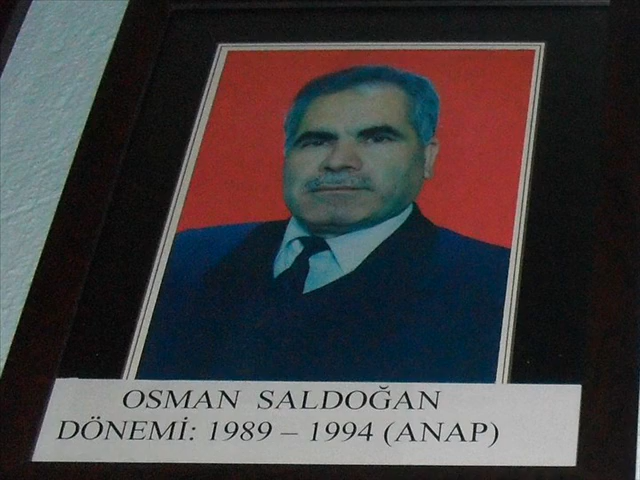 OSMAN SALDOĞAN
DÖNEMİ: 1989 – 1994 (ANAP)